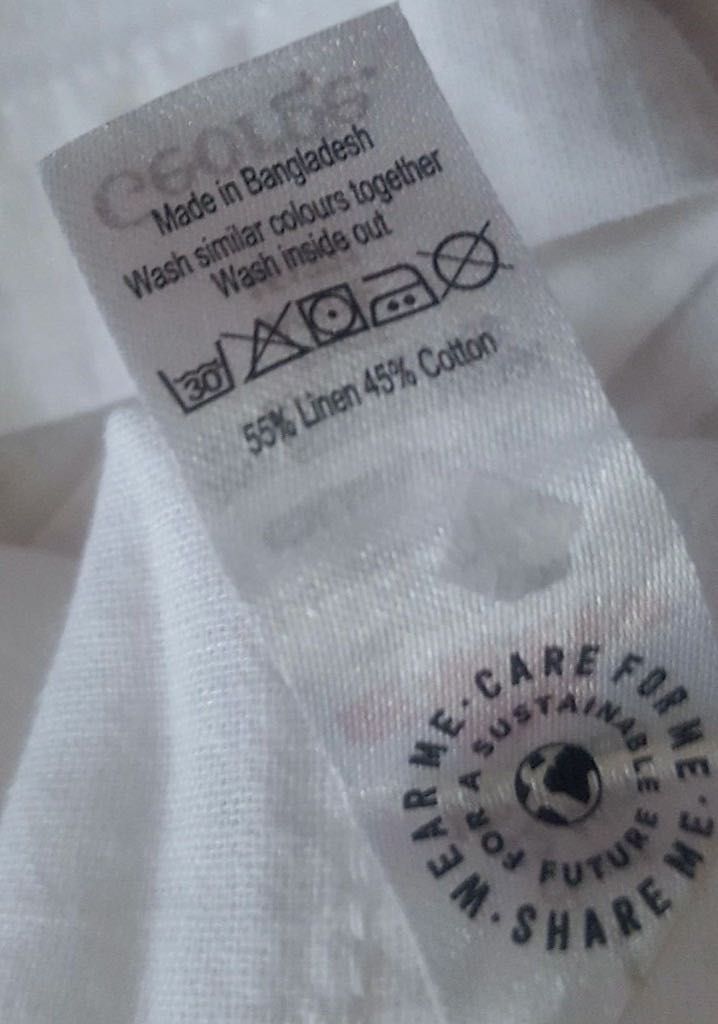 Made in Bangladesh
Wash similar colours together
Wash inside out
30
55% Linen 45% Cotton
WEAR ME · CARE FOR ME · SHARE ME ·
FOR A SUSTAINABLE FUTURE